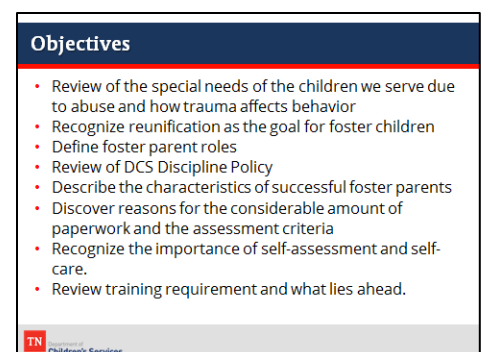 Objectives
• Review of the special needs of the children we serve due
to abuse and how trauma affects behavior
• Recognize reunification as the goal for foster children
• Define foster parent roles
• Review of DCS Discipline Policy
• Describe the characteristics of successful foster parents
• Discover reasons for the considerable amount of
paperwork and the assessment criteria
• Recognize the importance of self-assessment and self-
care.
• Review training requirement and what lies ahead.
TN
Department of
Children's Services